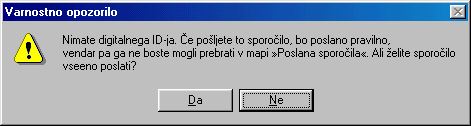 Varnostno opozorilo
Nimate digitalnega ID-ja. Če pošljete to sporočilo, bo poslano pravilno,
vendar pa ga ne boste mogli prebrati v mapi »Poslana sporočila«. Ali želite sporočilo
vseeno poslati?
Da Ne